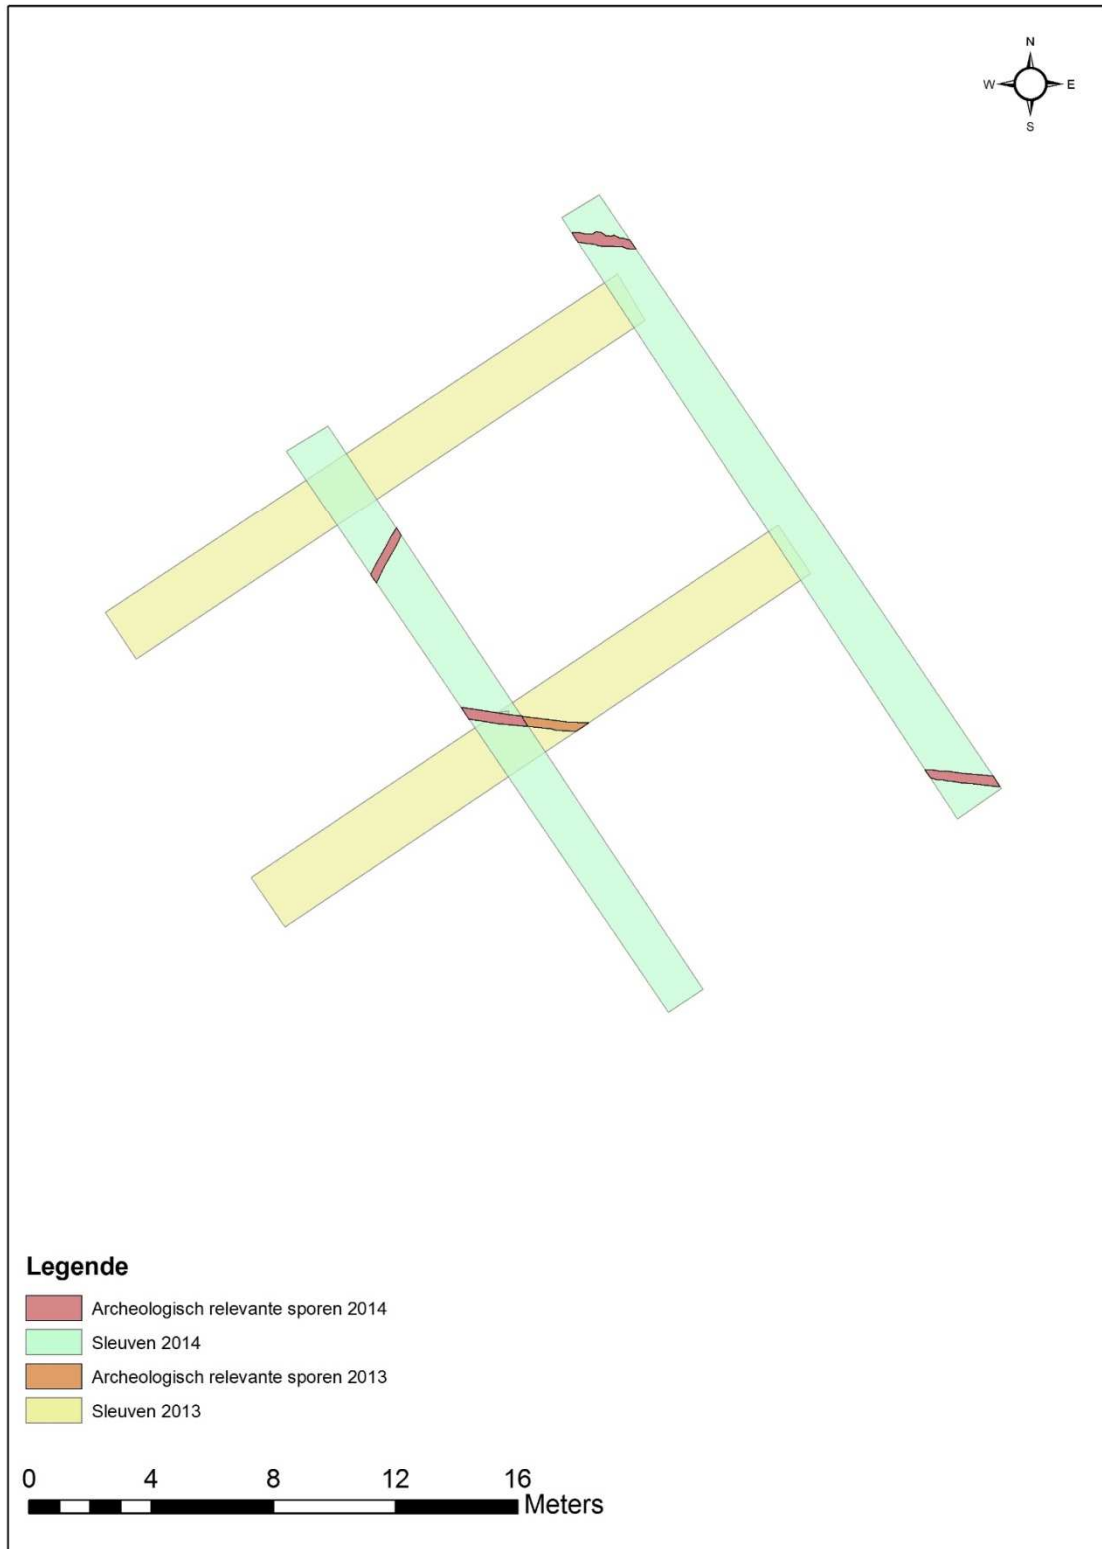 N
W E
S
Legende
Archeologisch relevante sporen 2014
Sleuven 2014
Archeologisch relevante sporen 2013
Sleuven 2013
0 4 8 12 16
Meters